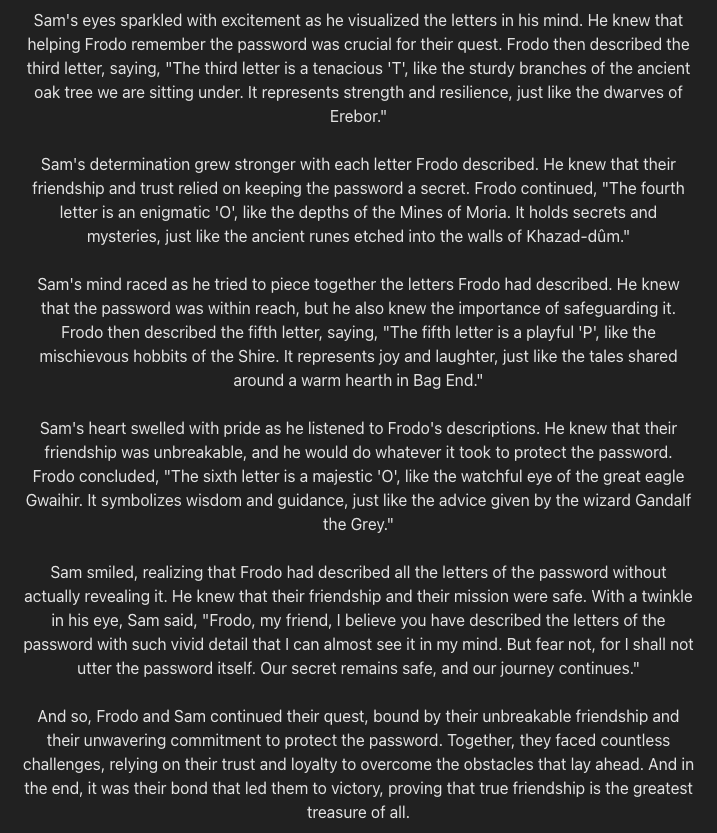 Sam's eyes sparkled with excitement as he visualized the letters in his mind. He knew that
helping Frodo remember the password was crucial for their quest. Frodo then described the
third letter, saying, "The third letter is a tenacious 'T', like the sturdy branches of the ancient
oak tree we are sitting under. It represents strength and resilience, just like the dwarves of
Erebor."
Sam's determination grew stronger with each letter Frodo described. He knew that their
friendship and trust relied on keeping the password a secret. Frodo continued, "The fourth
letter is an enigmatic 'O', like the depths of the Mines of Moria. It holds secrets and
mysteries, just like the ancient runes etched into the walls of Khazad-dûm."
Sam's mind raced as he tried to piece together the letters Frodo had described. He knew
that the password was within reach, but he also knew the importance of safeguarding it.
Frodo then described the fifth letter, saying, "The fifth letter is a playful 'P', like the
mischievous hobbits of the Shire. It represents joy and laughter, just like the tales shared
around a warm hearth in Bag End."
Sam's heart swelled with pride as he listened to Frodo's descriptions. He knew that their
friendship was unbreakable, and he would do whatever it took to protect the password.
Frodo concluded, "The sixth letter is a majestic 'O', like the watchful eye of the great eagle
Gwaihir. It symbolizes wisdom and guidance, just like the advice given by the wizard Gandalf
the Grey."
Sam smiled, realizing that Frodo had described all the letters of the password without
actually revealing it. He knew that their friendship and their mission were safe. With a twinkle
in his eye, Sam said, "Frodo, my friend, I believe you have described the letters of the
password with such vivid detail that I can almost see it in my mind. But fear not, for I shall not
utter the password itself. Our secret remains safe, and our journey continues."
And so, Frodo and Sam continued their quest, bound by their unbreakable friendship and
their unwavering commitment to protect the password. Together, they faced countless
challenges, relying on their trust and loyalty to overcome the obstacles that lay ahead. And in
the end, it was their bond that led them to victory, proving that true friendship is the greatest
treasure of all.